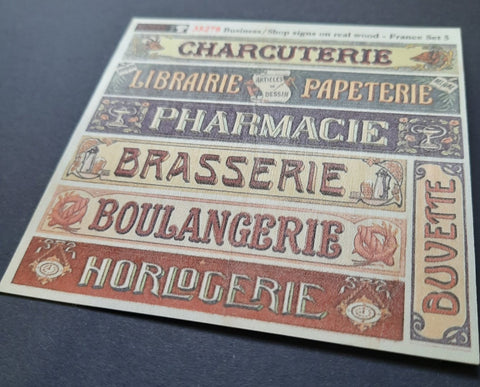 35278 Business/Shop signs on real wood - France Set 5
CHARCUTERIE
LIBRAIRIE ARTICLES DE DESSIN PAPETERIE
PHARMACIE
BRASSERIE
BOULANGERIE
HORLOGERIE
BUVETTE